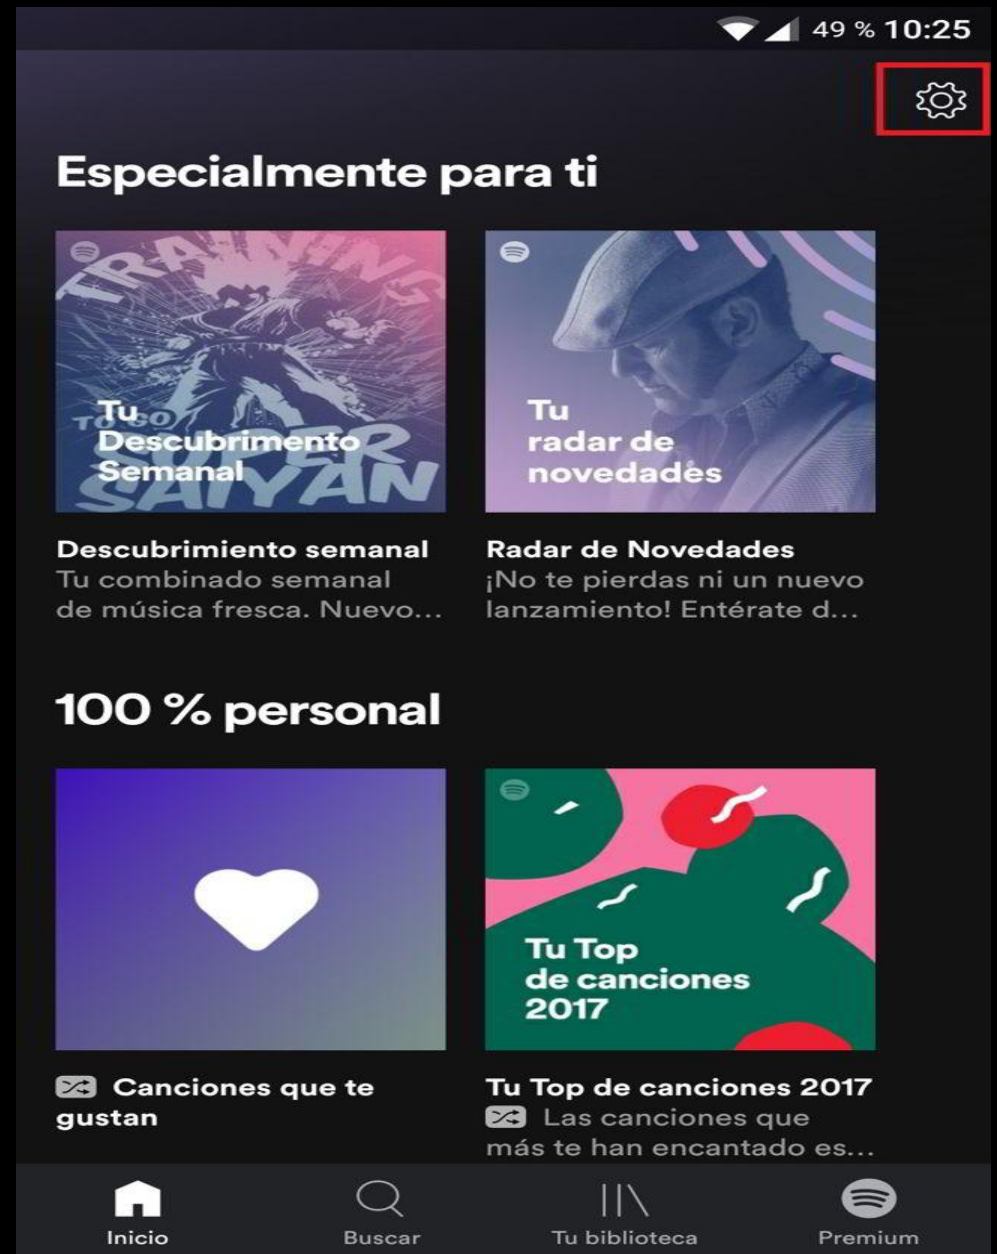 49 % 10:25
Especialmente para ti
TRAINING
TO GO
SUPER
SAIYAN
Tu
Descubrimento
Semanal
Tu
radar de
novedades
Descubrimiento semanal
Tu combinado semanal
de música fresca. Nuevo...
Radar de Novedades
¡No te pierdas ni un nuevo
lanzamiento! Entérate d...
100 % personal
Tu Top
de canciones
2017
Canciones que te
gustan
Tu Top de canciones 2017
Las canciones que
más te han encantado es...
Inicio
Buscar
Tu biblioteca
Premium